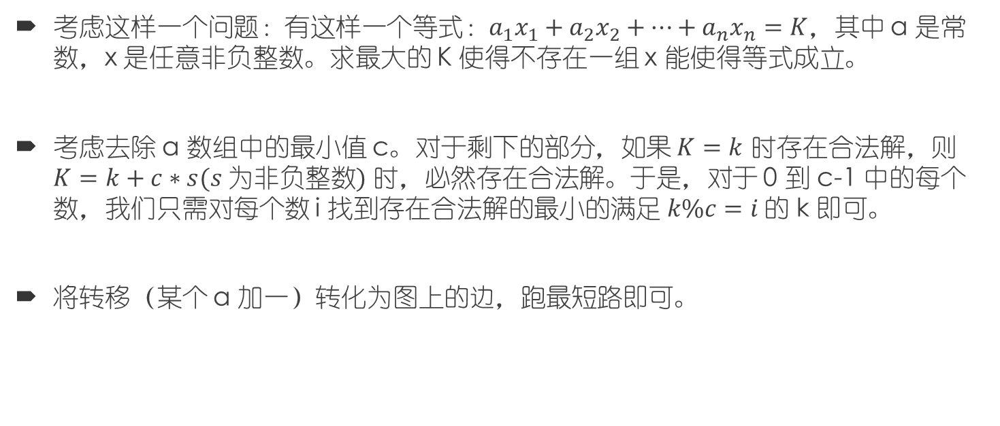 考虑这样一个问题：有这样一个等式：a₁x₁ + a₂x₂ + ⋯ + aₙxₙ = K，其中 a 是常
数，x 是任意非负整数。求最大的 K 使得不存在一组 x 能使得等式成立。
考虑去除 a 数组中的最小值 c。对于剩下的部分，如果 K = k 时存在合法解，则
K = k + c * s(s 为非负整数) 时，必然存在合法解。于是，对于 0 到 c-1 中的每个
数，我们只需对每个数 i 找到存在合法解的最小的满足 k%c = i 的 k 即可。
将转移（某个 a 加一）转化为图上的边，跑最短路即可。